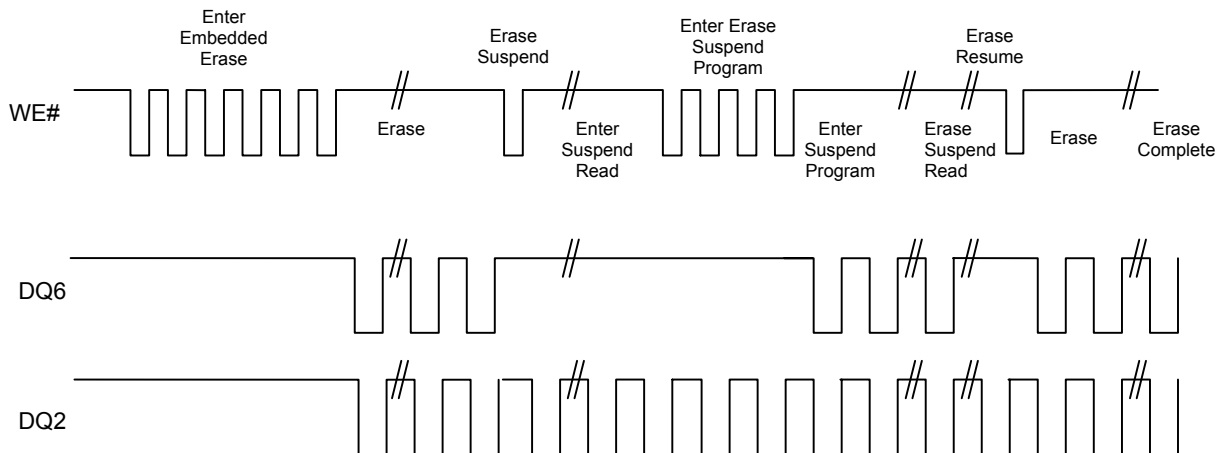 Enter
Embedded
Erase
Erase
Suspend
Enter Erase
Suspend
Program
Erase
Resume
WE#
Erase
Enter
Suspend
Read
Enter
Suspend
Program
Erase
Suspend
Read
Erase
Erase
Complete
DQ6
DQ2